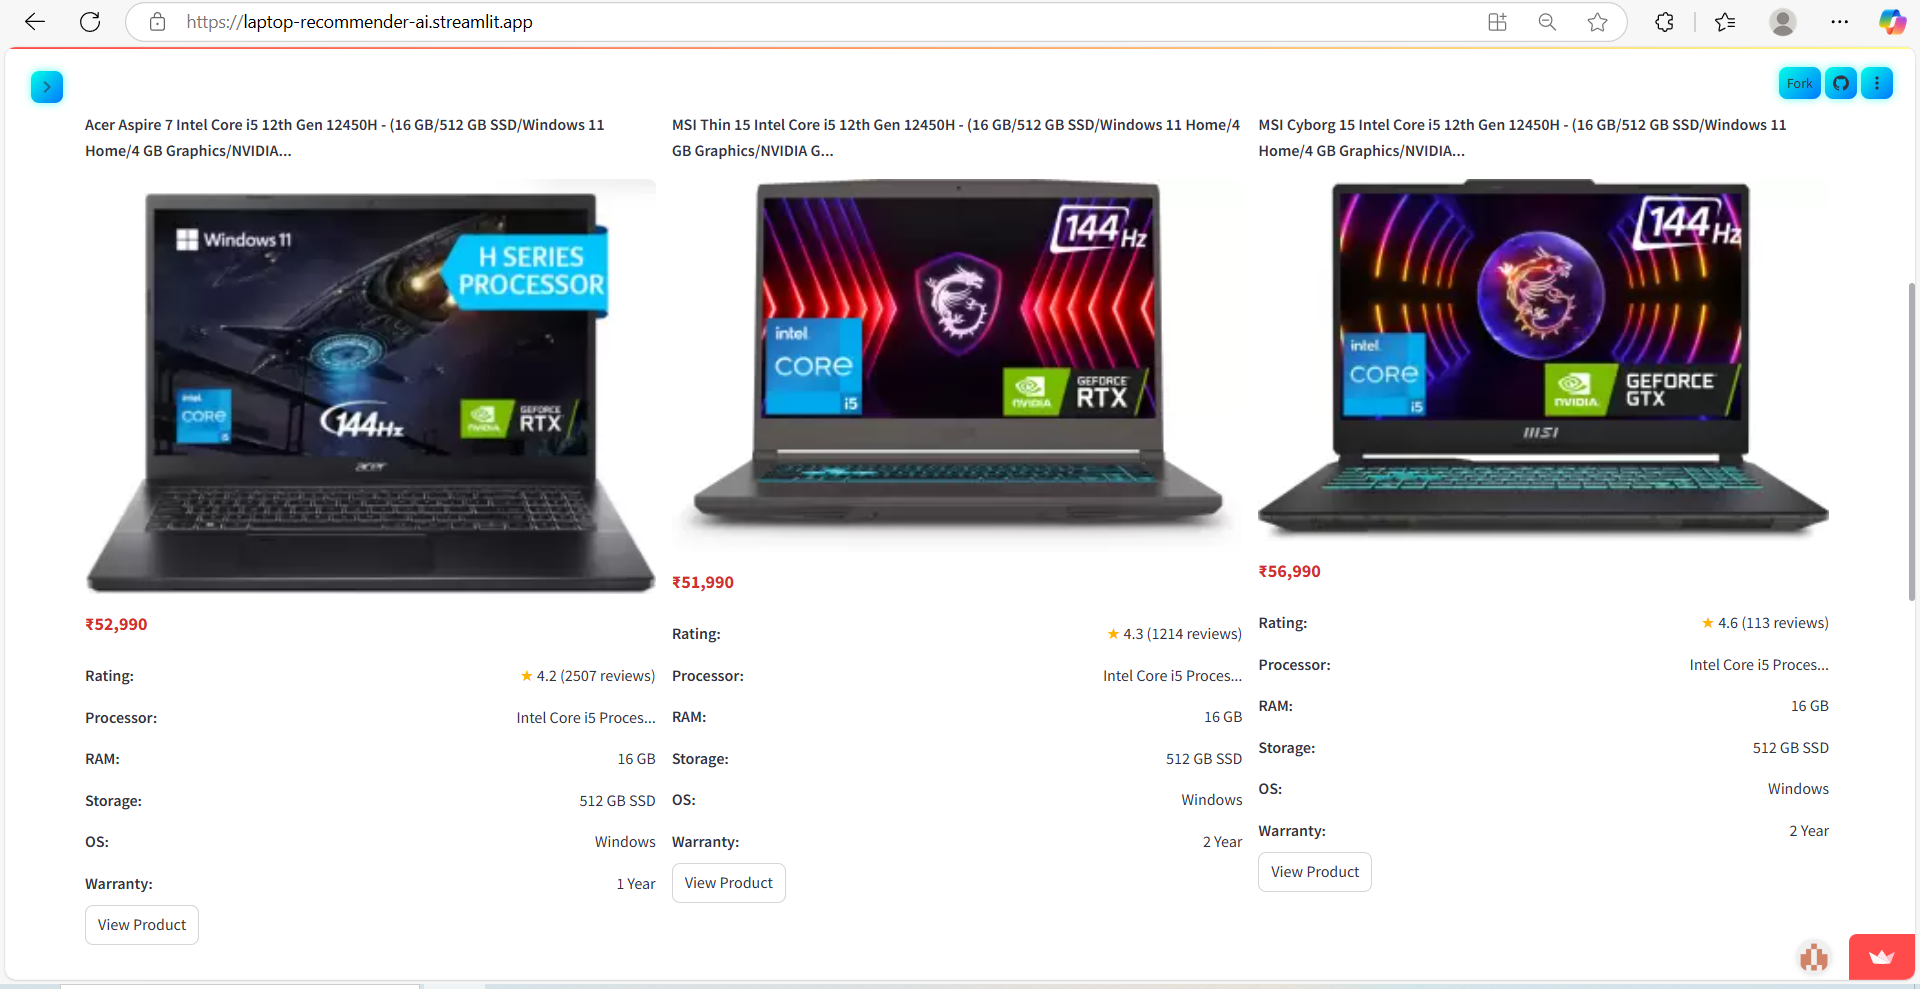 https://laptop-recommender-ai.streamlit.app
Fork
Acer Aspire 7 Intel Core i5 12th Gen 12450H - (16 GB/512 GB SSD/Windows 11
Home/4 GB Graphics/NVIDIA...
Windows 11
H SERIES
PROCESSOR
intel
CORE
i5
144Hz
NVIDIA
GEFORCE
RTX
acer
₹52,990
Rating:
★ 4.2 (2507 reviews)
Processor:
Intel Core i5 Proces...
RAM:
16 GB
Storage:
512 GB SSD
OS:
Windows
Warranty:
1 Year
View Product
MSI Thin 15 Intel Core i5 12th Gen 12450H - (16 GB/512 GB SSD/Windows 11 Home/4
GB Graphics/NVIDIA G...
144Hz
intel
CORE
i5
NVIDIA
GEFORCE
RTX
₹51,990
Rating:
★ 4.3 (1214 reviews)
Processor:
Intel Core i5 Proces...
RAM:
16 GB
Storage:
512 GB SSD
OS:
Windows
Warranty:
2 Year
View Product
MSI Cyborg 15 Intel Core i5 12th Gen 12450H - (16 GB/512 GB SSD/Windows 11
Home/4 GB Graphics/NVIDIA...
144Hz
intel
CORE
i5
NVIDIA
GEFORCE
GTX
msi
₹56,990
Rating:
★ 4.6 (113 reviews)
Processor:
Intel Core i5 Proces...
RAM:
16 GB
Storage:
512 GB SSD
OS:
Windows
Warranty:
2 Year
View Product